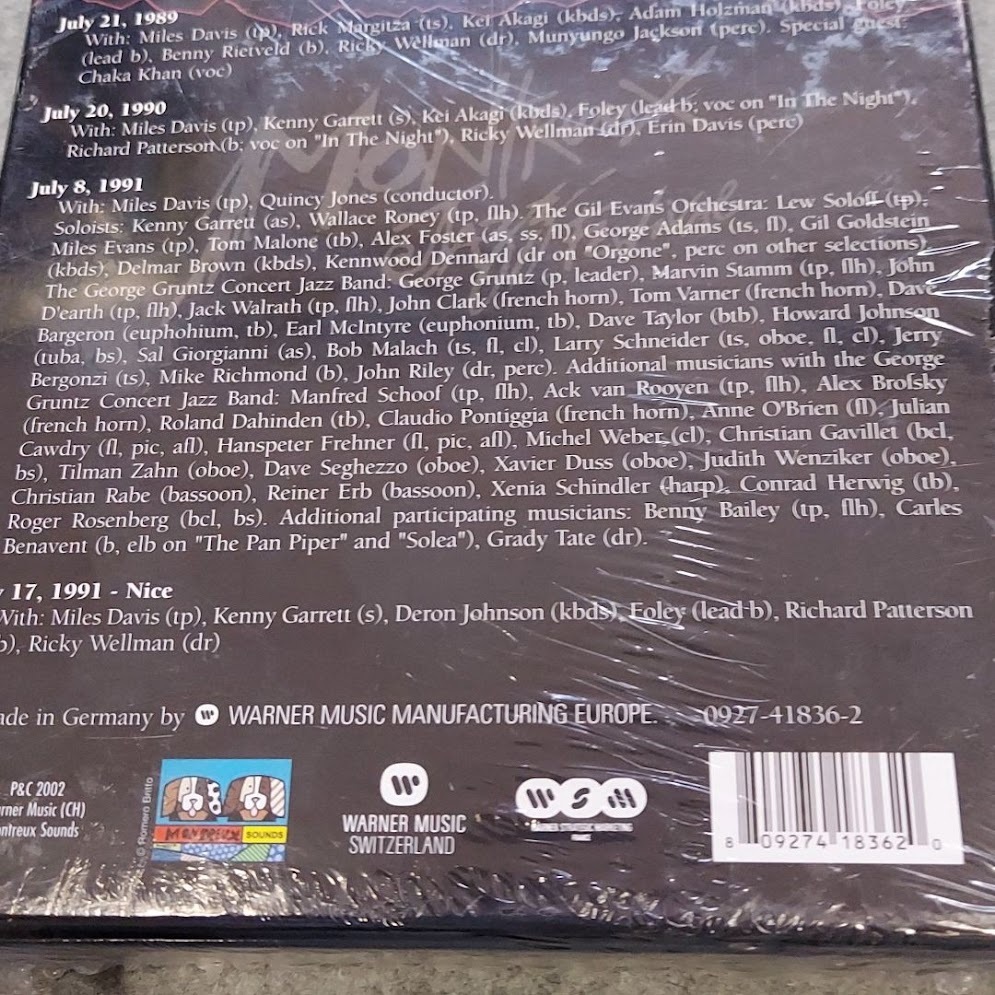 July 21, 1989
With: Miles Davis (tp), Rick Margitza (ts), Kei Akagi (kbds), Adam Holzman (kbds), Foley
(lead b), Benny Rietveld (b), Ricky Wellman (dr), Munyungo Jackson (perc). Special guest:
Chaka Khan (voc)
July 20, 1990
With: Miles Davis (tp), Kenny Garrett (s), Kei Akagi (kbds), Foley (lead b; voc on "In The Night"),
Richard Patterson (b; voc on "In The Night"), Ricky Wellman (dr), Erin Davis (perc)
July 8, 1991
With: Miles Davis (tp), Quincy Jones (conductor).
Soloists: Kenny Garrett (as), Wallace Roney (tp, flh). The Gil Evans Orchestra: Lew Soloff (tp),
Miles Evans (tp), Tom Malone (tb), Alex Foster (as, ss, fl), George Adams (ts, fl), Gil Goldstein
(kbds), Delmar Brown (kbds), Kennwood Dennard (dr on "Orgone", perc on other selections).
The George Gruntz Concert Jazz Band: George Gruntz (p, leader), Marvin Stamm (tp, flh), John
D'earth (tp, flh), Jack Walrath (tp, flh), John Clark (french horn), Tom Varner (french horn), Dave
Bargeron (euphohium, tb), Earl McIntyre (euphonium, tb), Dave Taylor (btb), Howard Johnson
(tuba, bs), Sal Giorgianni (as), Bob Malach (ts, fl, cl), Larry Schneider (ts, oboe, fl, cl), Jerry
Bergonzi (ts), Mike Richmond (b), John Riley (dr, perc). Additional musicians with the George
Gruntz Concert Jazz Band: Manfred Schoof (tp, flh), Ack van Rooyen (tp, flh), Alex Brofsky
(french horn), Roland Dahinden (tb), Claudio Pontiggia (french horn), Anne O'Brien (fl), Julian
Cawdry (fl, pic, afl), Hanspeter Frehner (fl, pic, afl), Michel Weber (cl), Christian Gavillet (bcl,
bs), Tilman Zahn (oboe), Dave Seghezzo (oboe), Xavier Duss (oboe), Judith Wenziker (oboe),
Christian Rabe (bassoon), Reiner Erb (bassoon), Xenia Schindler (harp), Conrad Herwig (tb),
Roger Rosenberg (bcl, bs). Additional participating musicians: Benny Bailey (tp, flh), Carles
Benavent (b, elb on "The Pan Piper" and "Solea"), Grady Tate (dr).
y 17, 1991 - Nice
With: Miles Davis (tp), Kenny Garrett (s), Deron Johnson (kbds), Foley (lead b), Richard Patterson
b), Ricky Wellman (dr)
ade in Germany by WARNER MUSIC MANUFACTURING EUROPE. 0927-41836-2
P&C 2002
rner Music (CH)
ntreux Sounds
© Romero Britto
MONTREUX SOUNDS
WARNER MUSIC
SWITZERLAND
WSM
8 09274 18362 0